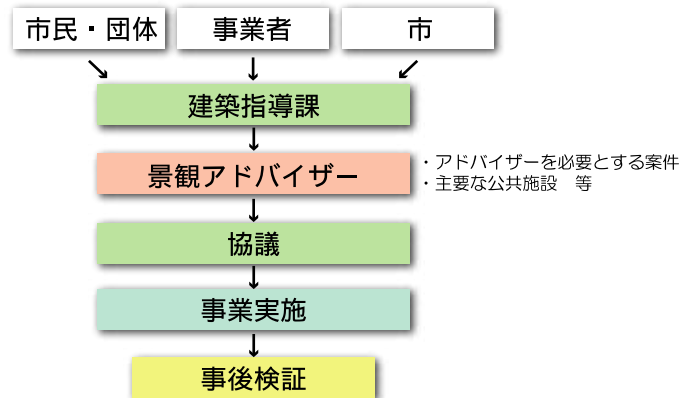 市民・団体
事業者
市
建築指導課
景観アドバイザー
・アドバイザーを必要とする案件
・主要な公共施設　等
協議
事業実施
事後検証